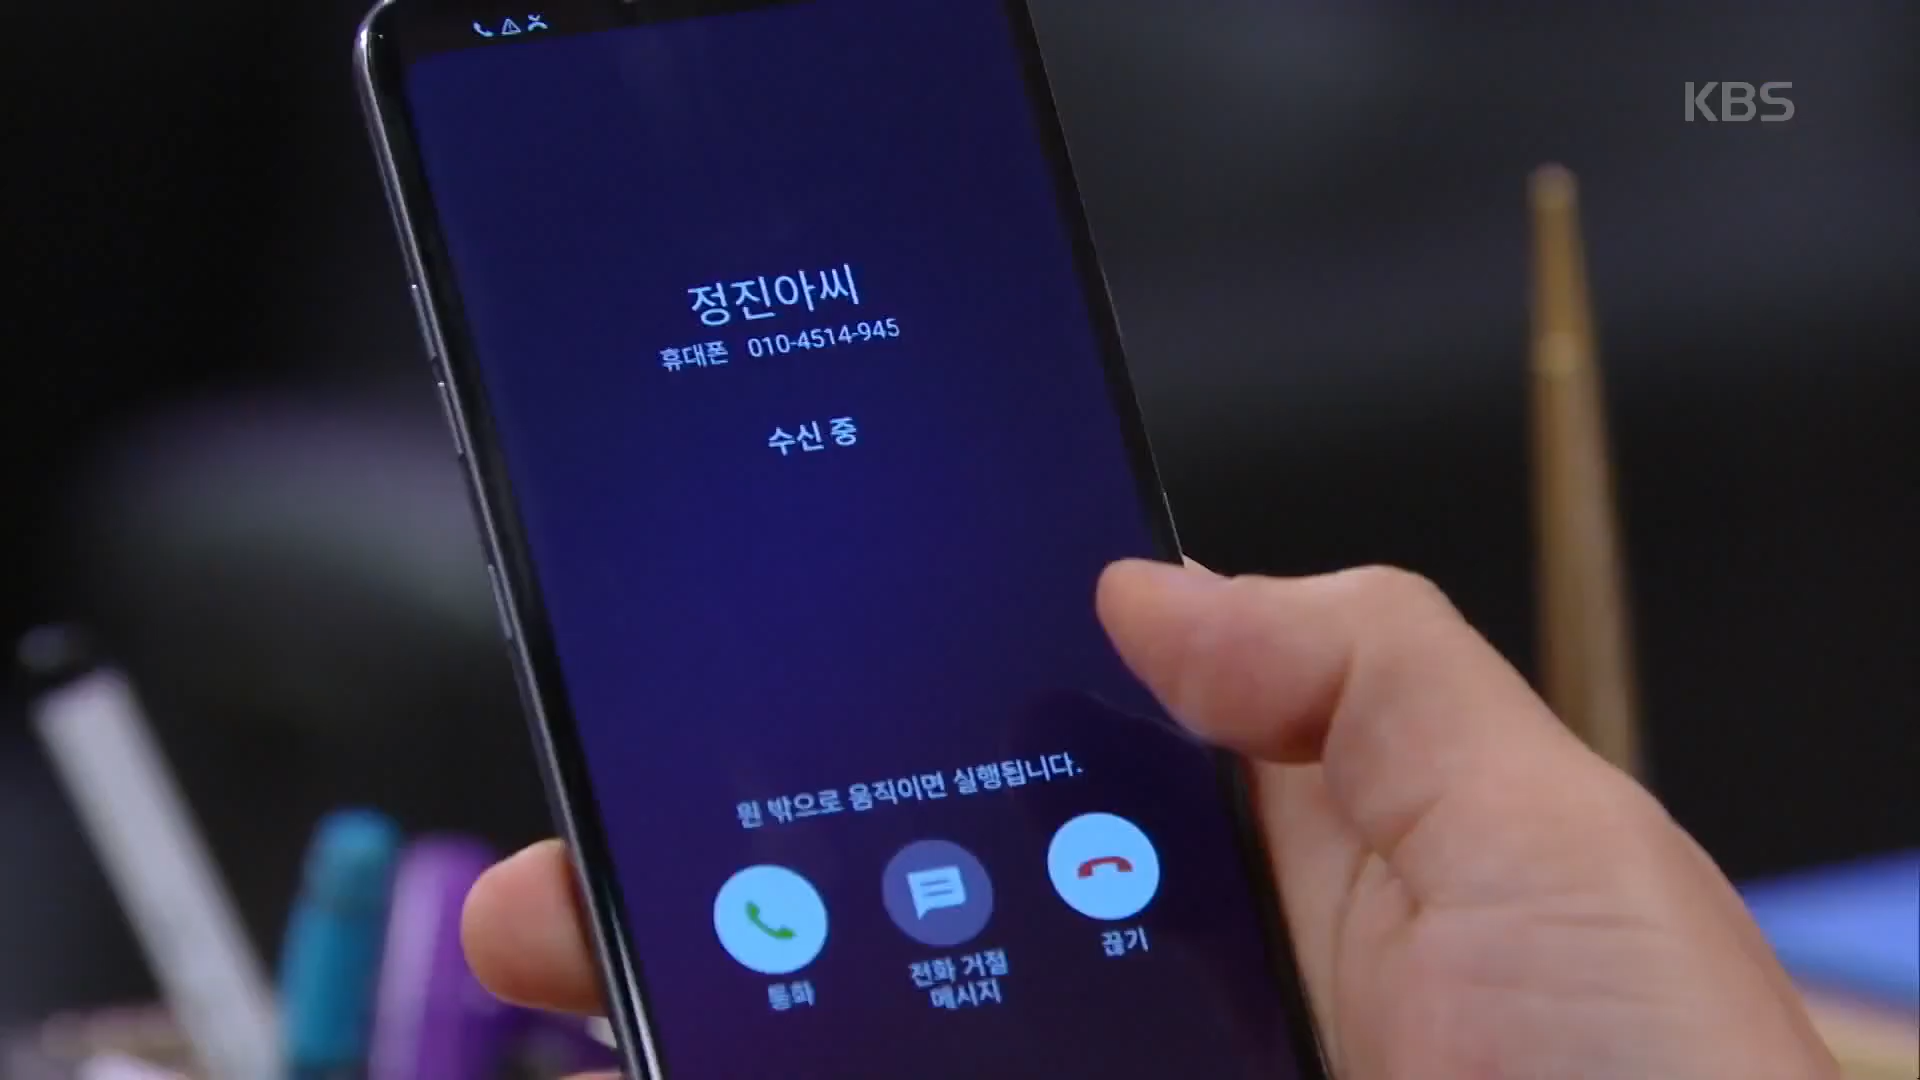 KBS
정진아씨
휴대폰 010-4514-945
수신 중
원 밖으로 움직이면 실행됩니다.
통화
전화 거절
메시지
끊기